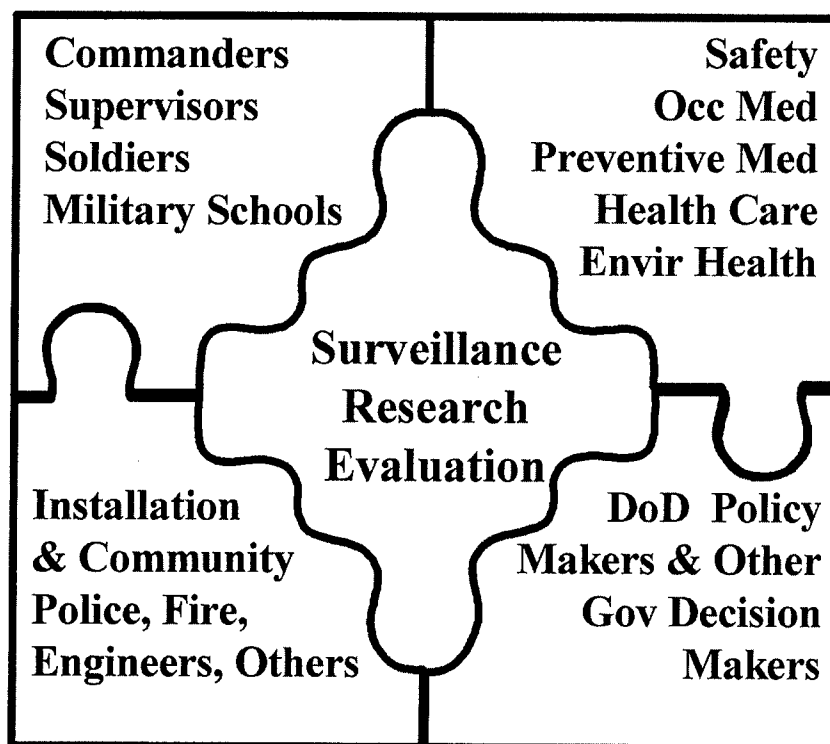 Commanders
Supervisors
Soldiers
Military Schools
Safety
Occ Med
Preventive Med
Health Care
Envir Health
Surveillance
Research
Evaluation
Installation
& Community
Police, Fire,
Engineers, Others
DoD Policy
Makers & Other
Gov Decision
Makers